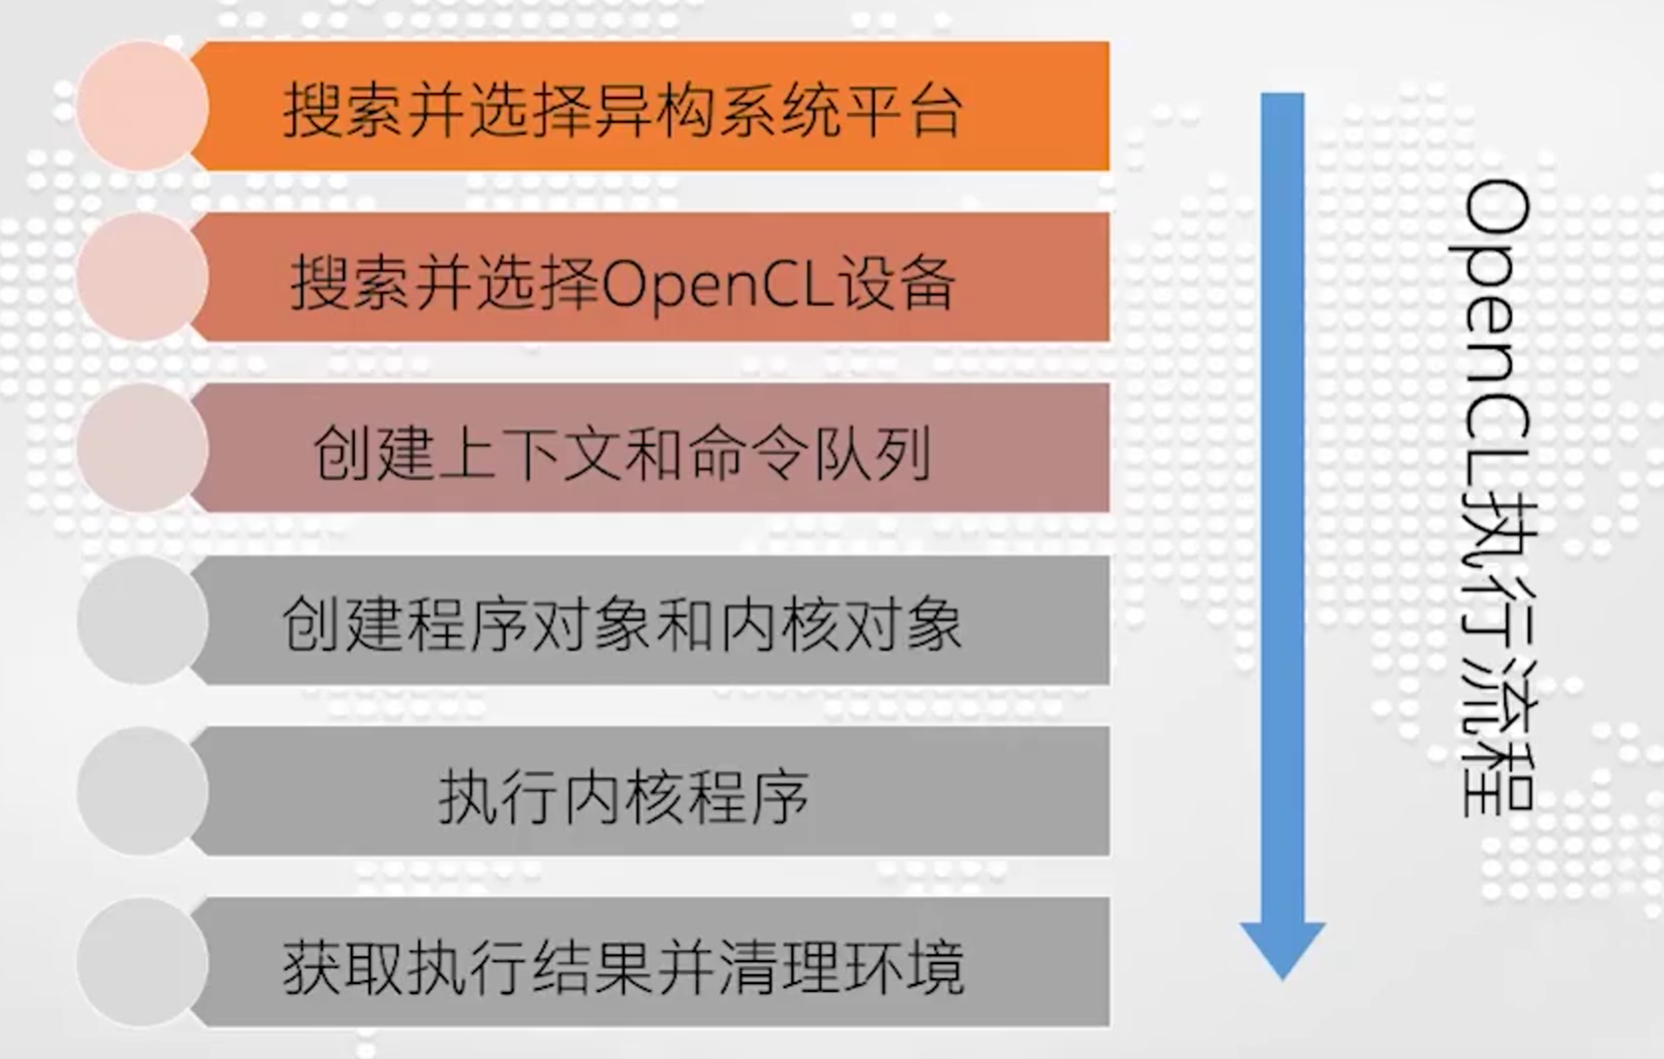 搜索并选择异构系统平台
搜索并选择OpenCL设备
创建上下文和命令队列
创建程序对象和内核对象
执行内核程序
获取执行结果并清理环境
OpenCL执行流程